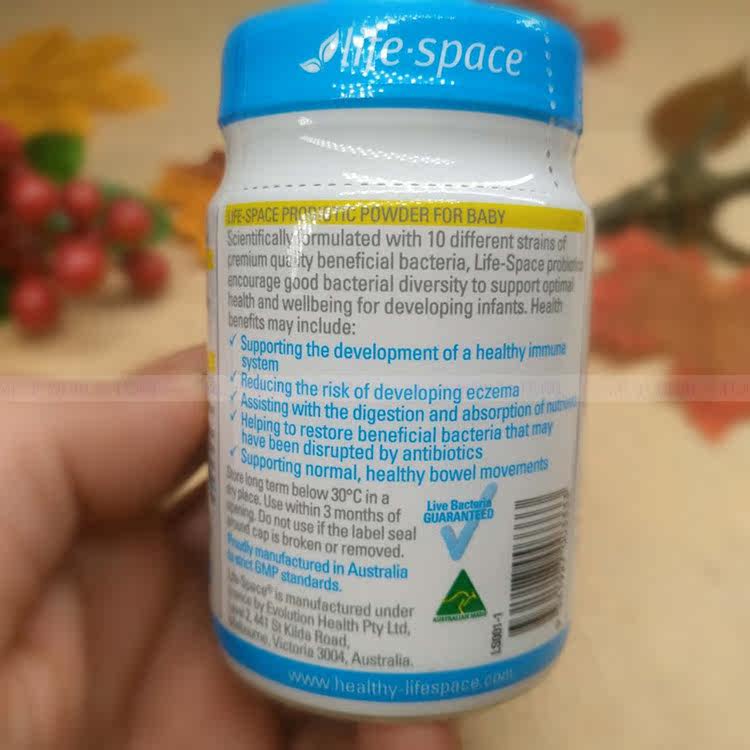 life-space
LIFE-SPACE PROBIOTIC POWDER FOR BABY
Scientifically formulated with 10 different strains of
premium quality beneficial bacteria, Life-Space probiotics
encourage good bacterial diversity to support optimal
health and wellbeing for developing infants. Health
benefits may include:
✓ Supporting the development of a healthy immune
system
✓ Reducing the risk of developing eczema
✓ Assisting with the digestion and absorption of nutrients
✓ Helping to restore beneficial bacteria that may
have been disrupted by antibiotics
✓ Supporting normal, healthy bowel movements
Store long term below 30°C in a
dry place. Use within 3 months of
opening. Do not use if the label seal
around cap is broken or removed.
Proudly manufactured in Australia
to strict GMP standards.
Life-Space® is manufactured under
licence by Evolution Health Pty Ltd,
Level 2, 441 St Kilda Road,
Melbourne, Victoria 3004, Australia.
Live Bacteria
GUARANTEED
AUSTRALIAN MADE
LS001-1
www.healthy-lifespace.com